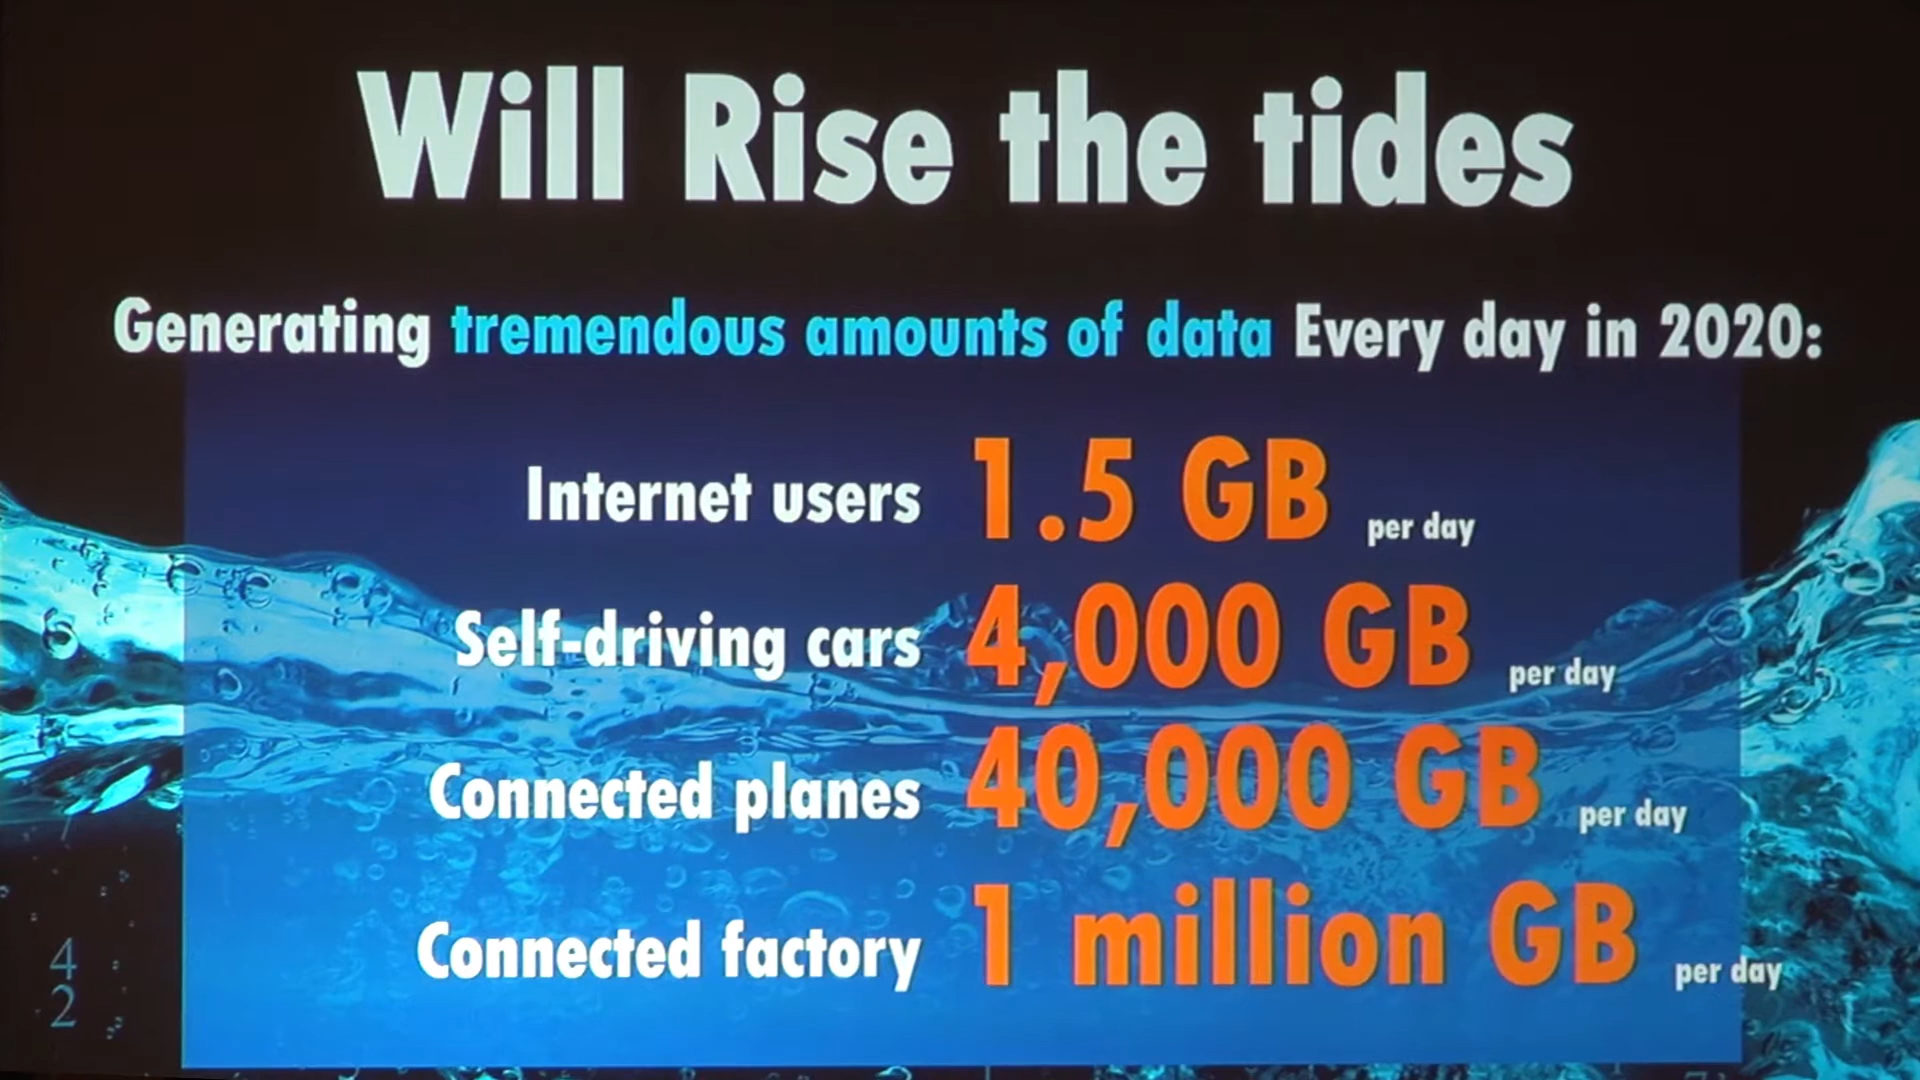 Will Rise the tides
Generating tremendous amounts of data Every day in 2020:
Internet users 1.5 GB per day
Self-driving cars 4,000 GB per day
Connected planes 40,000 GB per day
Connected factory 1 million GB per day
4
2